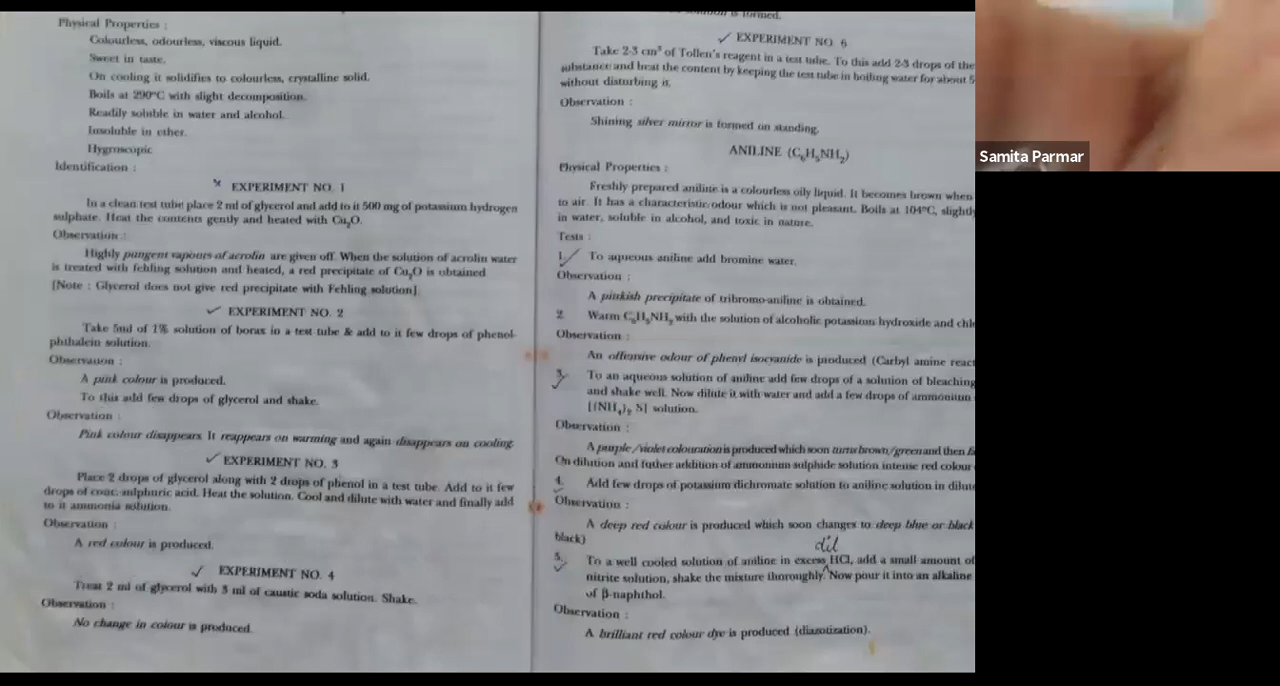 Physical Properties :
Colourless, odourless, viscous liquid.
Sweet in taste.
On cooling it solidifies to colourless, crystalline solid.
Boils at 290°C with slight decomposition.
Readily soluble in water and alcohol.
Insoluble in ether.
Hygroscopic
Identification :
EXPERIMENT NO. 1
In a clean test tube place 2 ml of glycerol and add to it 500 mg of potassium hydrogen
sulphate. Heat the contents gently and heated with Cu₂O.
Observation :
Highly pungent vapours of acrolin are given off. When the solution of acrolin water
is treated with fehling solution and heated, a red precipitate of Cu₂O is obtained
[Note : Glycerol does not give red precipitate with Fehling solution].
EXPERIMENT NO. 2
Take 5ml of 1% solution of borax in a test tube & add to it few drops of phenol-
phthalein solution.
Observation :
A pink colour is produced.
To this add few drops of glycerol and shake.
Observation :
Pink colour disappears. It reappears on warming and again disappears on cooling.
EXPERIMENT NO. 3
Place 2 drops of glycerol along with 2 drops of phenol in a test tube. Add to it few
drops of conc. sulphuric acid. Heat the solution. Cool and dilute with water and finally add
to it ammonia solution.
Observation :
A red colour is produced.
EXPERIMENT NO. 4
Treat 2 ml of glycerol with 5 ml of caustic soda solution. Shake.
Observation :
No change in colour is produced.
is formed.
EXPERIMENT NO. 6
Take 2-3 cm³ of Tollen's reagent in a test tube. To this add 2-3 drops of the
substance and heat the content by keeping the test tube in boiling water for about 5
without disturbing it.
Observation :
Shining silver mirror is formed on standing.
ANILINE (C₆H₅NH₂)
Physical Properties :
Freshly prepared aniline is a colourless oily liquid. It becomes brown when
to air. It has a characteristic odour which is not pleasant. Boils at 104°C, slightly
in water, soluble in alcohol, and toxic in nature.
Tests :
1. To aqueous aniline add bromine water.
Observation :
A pinkish precipitate of tribromo-aniline is obtained.
2. Warm C₆H₅NH₂ with the solution of alcoholic potassium hydroxide and chl
Observation :
An offensive odour of phenyl isocyanide is produced (Carbyl amine react
3. To an aqueous solution of aniline add few drops of a solution of bleaching
and shake well. Now dilute it with water and add a few drops of ammonium
[(NH₄)₂ S] solution.
Observation :
A purple/violet colouration is produced which soon turns brown/green and then fa
On dilution and futher addition of ammonium sulphide solution intense red colour
4. Add few drops of potassium dichromate solution to aniline solution in dilute
Observation :
A deep red colour is produced which soon changes to deep blue or black
black)
dil
5. To a well cooled solution of aniline in excess HCl, add a small amount of
nitrite solution, shake the mixture thoroughly. Now pour it into an alkaline
of β-naphthol.
Observation :
A brilliant red colour dye is produced (diazotization).
Samita Parmar